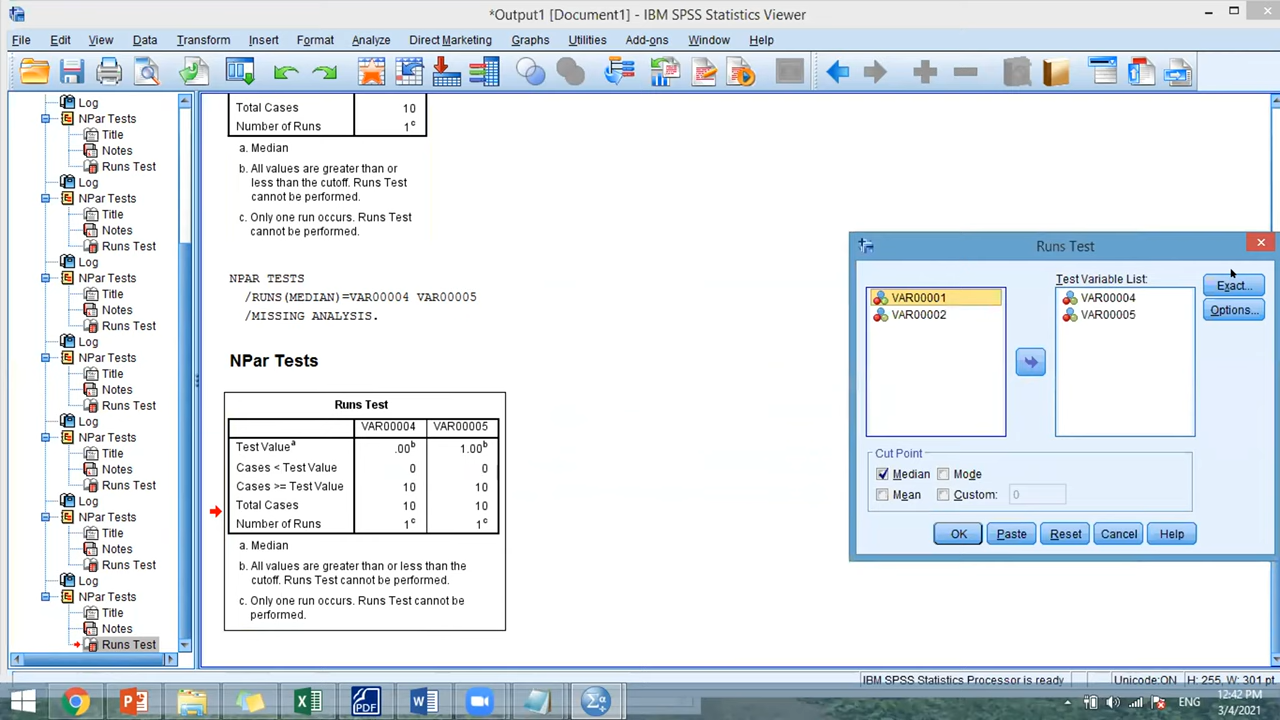 *Output1 [Document1] - IBM SPSS Statistics Viewer
File Edit View Data Transform Insert Format Analyze Direct Marketing Graphs Utilities Add-ons Window Help
Log
NPar Tests
Title
Notes
Runs Test
Log
NPar Tests
Title
Notes
Runs Test
Log
NPar Tests
Title
Notes
Runs Test
Log
NPar Tests
Title
Notes
Runs Test
Log
NPar Tests
Title
Notes
Runs Test
Log
NPar Tests
Title
Notes
Runs Test
Log
NPar Tests
Title
Notes
Runs Test
Total Cases 10
Number of Runs 1c
a. Median
b. All values are greater than or
less than the cutoff. Runs Test
cannot be performed.
c. Only one run occurs. Runs Test
cannot be performed.
NPAR TESTS
/RUNS(MEDIAN)=VAR00004 VAR00005
/MISSING ANALYSIS.
NPar Tests
Runs Test
VAR00004 VAR00005
Test Valuea .00b 1.00b
Cases < Test Value 0 0
Cases >= Test Value 10 10
Total Cases 10 10
Number of Runs 1c 1c
a. Median
b. All values are greater than or less than the
cutoff. Runs Test cannot be performed.
c. Only one run occurs. Runs Test cannot be
performed.
Runs Test
Test Variable List:
VAR00001
VAR00002
VAR00004
VAR00005
Exact...
Options...
Cut Point
Median Mode
Mean Custom: 0
OK Paste Reset Cancel Help
IBM SPSS Statistics Processor is ready Unicode:ON H: 255, W: 301 pt
PDF
ENG
12:42 PM
3/4/2021